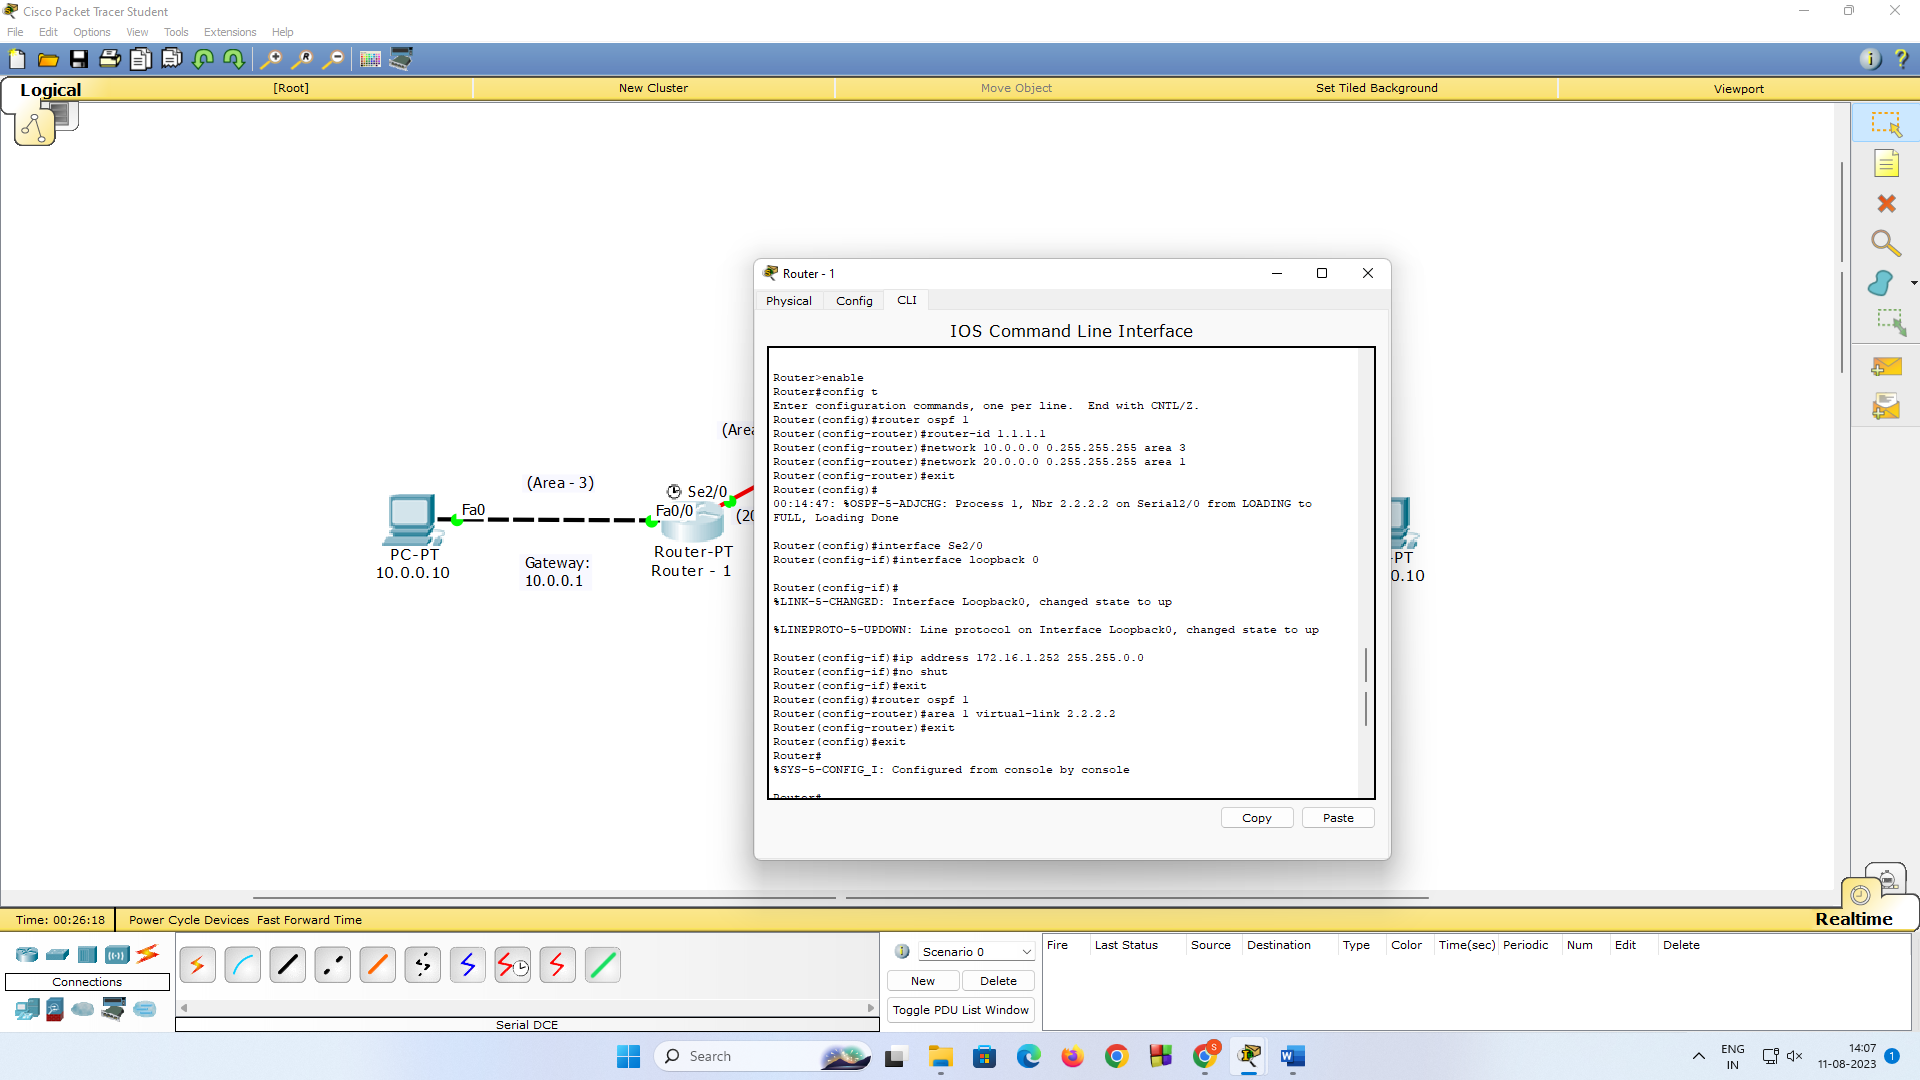 Cisco Packet Tracer Student
File Edit Options View Tools Extensions Help
Logical
[Root]
New Cluster
Move Object
Set Tiled Background
Viewport
(Area
(Area - 3)
Se2/0
Fa0
Fa0/0
(20
PC-PT
10.0.0.10
Gateway:
10.0.0.1
Router-PT
Router - 1
Router - 1
Physical Config CLI
IOS Command Line Interface
Router>enable
Router#config t
Enter configuration commands, one per line.  End with CNTL/Z.
Router(config)#router ospf 1
Router(config-router)#router-id 1.1.1.1
Router(config-router)#network 10.0.0.0 0.255.255.255 area 3
Router(config-router)#network 20.0.0.0 0.255.255.255 area 1
Router(config-router)#exit
Router(config)#
00:14:47: %OSPF-5-ADJCHG: Process 1, Nbr 2.2.2.2 on Serial2/0 from LOADING to
FULL, Loading Done
Router(config)#interface Se2/0
Router(config-if)#interface loopback 0
Router(config-if)#
%LINK-5-CHANGED: Interface Loopback0, changed state to up
%LINEPROTO-5-UPDOWN: Line protocol on Interface Loopback0, changed state to up
Router(config-if)#ip address 172.16.1.252 255.255.0.0
Router(config-if)#no shut
Router(config-if)#exit
Router(config)#router ospf 1
Router(config-router)#area 1 virtual-link 2.2.2.2
Router(config-router)#exit
Router(config)#exit
Router#
%SYS-5-CONFIG_I: Configured from console by console
Router#
Copy Paste
-PT
0.10
Time: 00:26:18 Power Cycle Devices Fast Forward Time
Realtime
Connections
Serial DCE
Scenario 0
New Delete
Toggle PDU List Window
Fire Last Status Source Destination Type Color Time(sec) Periodic Num Edit Delete
Search
ENG
IN
14:07
11-08-2023
1